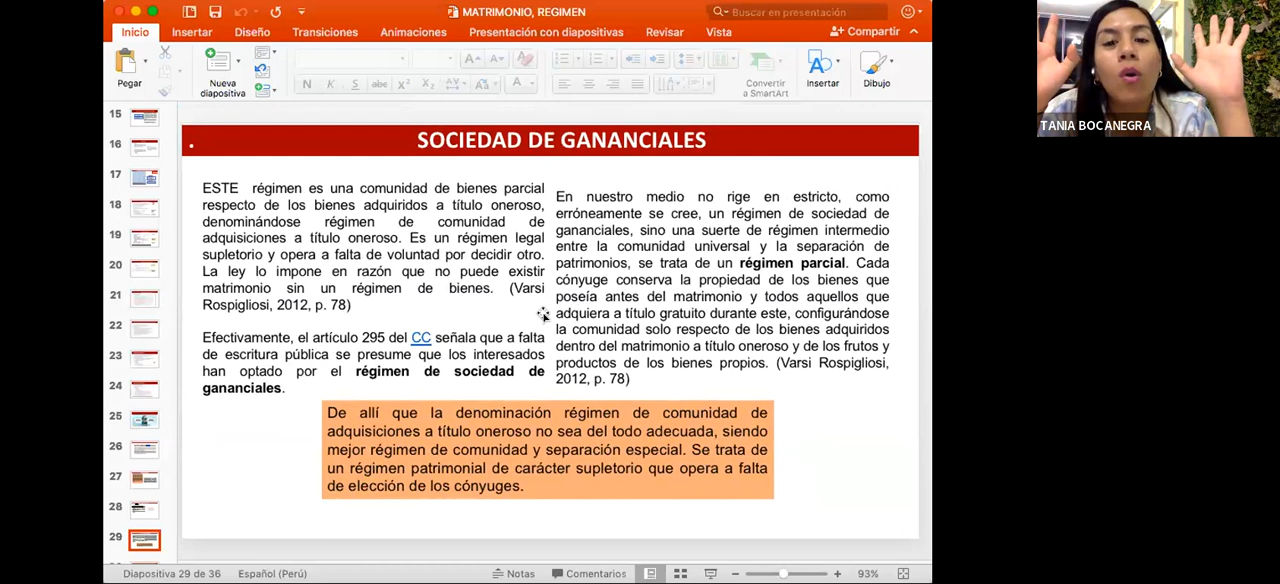 MATRIMONIO, REGIMEN
Buscar en presentación
Inicio Insertar Diseño Transiciones Animaciones Presentación con diapositivas Revisar Vista Compartir
Pegar
Nueva
diapositiva
Convertir
a SmartArt
Insertar
Dibujo
TANIA BOCANEGRA
15
16
17
18
19
20
21
22
23
24
25
26
27
28
29
. SOCIEDAD DE GANANCIALES
ESTE régimen es una comunidad de bienes parcial
respecto de los bienes adquiridos a título oneroso,
denominándose régimen de comunidad de
adquisiciones a título oneroso. Es un régimen legal
supletorio y opera a falta de voluntad por decidir otro.
La ley lo impone en razón que no puede existir
matrimonio sin un régimen de bienes. (Varsi
Rospigliosi, 2012, p. 78)
Efectivamente, el artículo 295 del CC señala que a falta
de escritura pública se presume que los interesados
han optado por el régimen de sociedad de
gananciales.
En nuestro medio no rige en estricto, como
erróneamente se cree, un régimen de sociedad de
gananciales, sino una suerte de régimen intermedio
entre la comunidad universal y la separación de
patrimonios, se trata de un régimen parcial. Cada
cónyuge conserva la propiedad de los bienes que
poseía antes del matrimonio y todos aquellos que
adquiera a título gratuito durante este, configurándose
la comunidad solo respecto de los bienes adquiridos
dentro del matrimonio a título oneroso y de los frutos y
productos de los bienes propios. (Varsi Rospigliosi,
2012, p. 78)
De allí que la denominación régimen de comunidad de
adquisiciones a título oneroso no sea del todo adecuada, siendo
mejor régimen de comunidad y separación especial. Se trata de
un régimen patrimonial de carácter supletorio que opera a falta
de elección de los cónyuges.
Diapositiva 29 de 36 Español (Perú) Notas Comentarios 93%